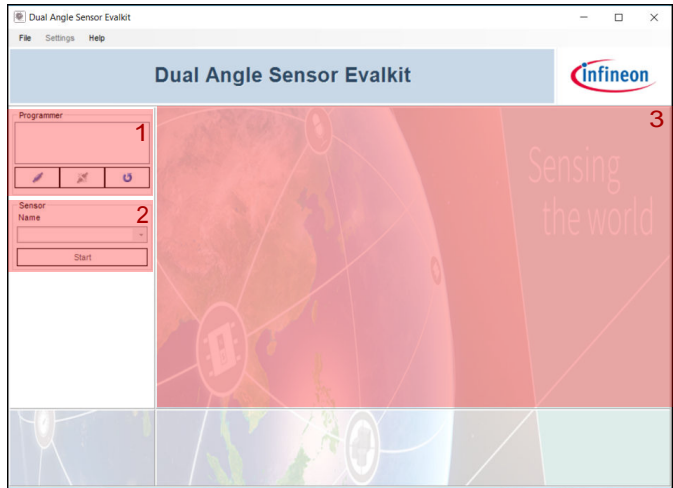 Dual Angle Sensor Evalkit
File Settings Help
Dual Angle Sensor Evalkit
infineon
Programmer
1
Sensor
2
Name
Start
3
Sensing
the world